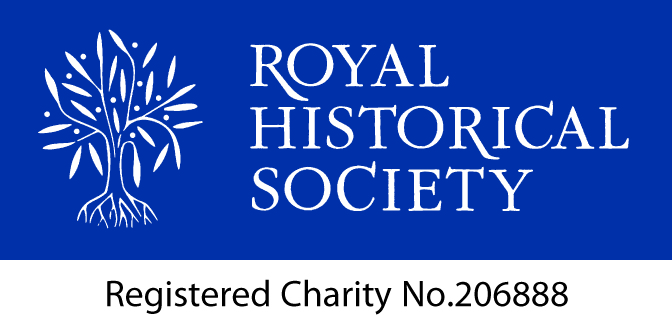 ROYAL
HISTORICAL
SOCIETY
Registered Charity No.206888